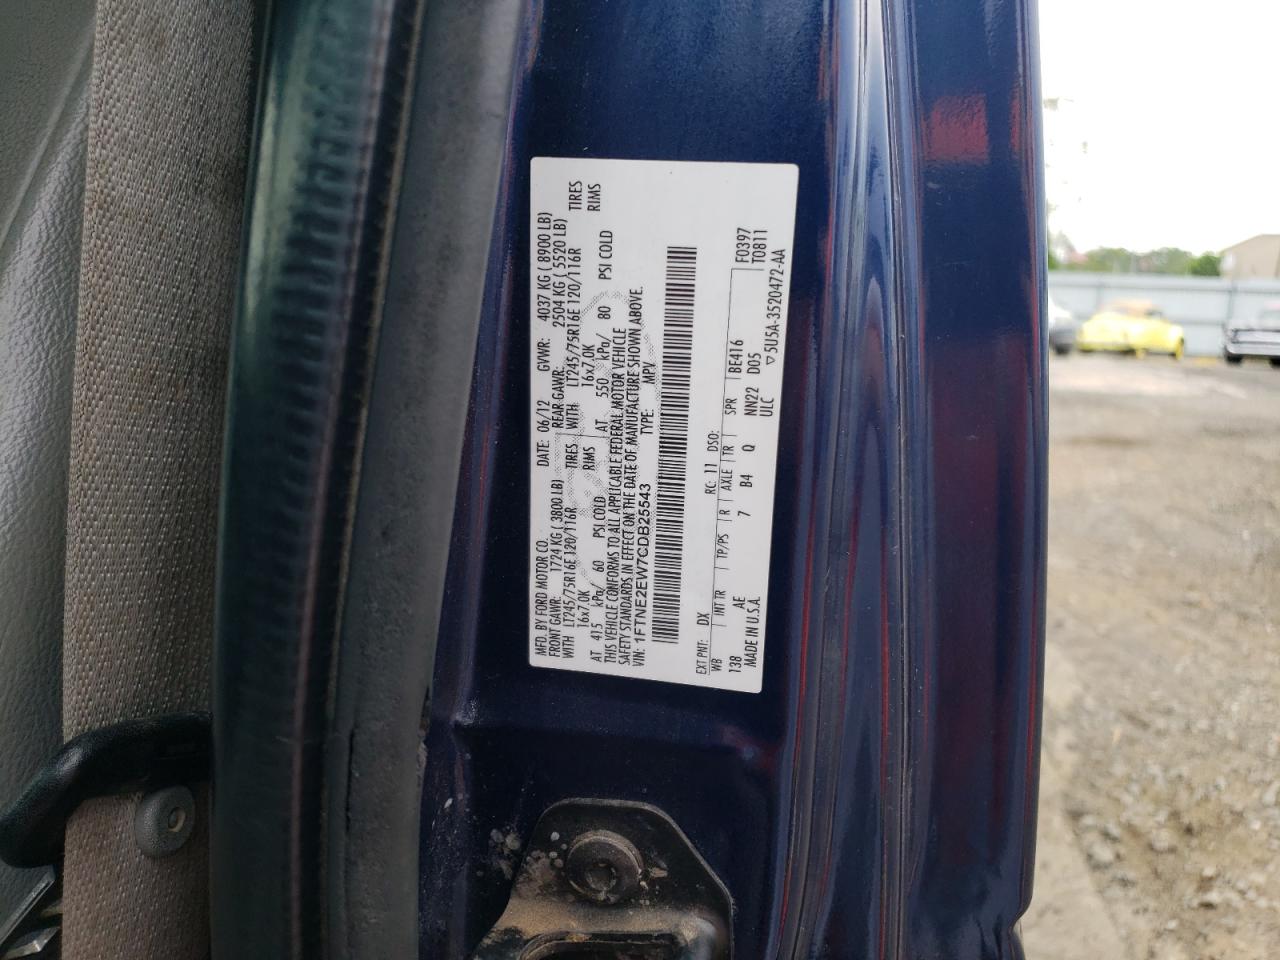 MFD. BY FORD MOTOR CO.
DATE: 06/12 GVWR: 4037 KG ( 8900 LB)
FRONT GAWR: 1724 KG ( 3800 LB) REAR GAWR: 2504 KG ( 5520 LB)
WITH LT245/75R16E 120/116R TIRES WITH LT245/75R16E 120/116R TIRES
16x7.0K RIMS 16x7.0K RIMS
AT 415 kPa/ 60 PSI COLD AT 550 kPa/ 80 PSI COLD
THIS VEHICLE CONFORMS TO ALL APPLICABLE FEDERAL MOTOR VEHICLE
SAFETY STANDARDS IN EFFECT ON THE DATE OF MANUFACTURE SHOWN ABOVE.
VIN: 1FTNE2EW7CDB25543 TYPE: MPV
EXT PNT: DX RC: 11 DSO: F0397
WB INT TR TP/PS R AXLE TR SPR BE416 T0811
138 AE 7 B4 Q NN22 D05
MADE IN U.S.A. ULC 5U5A-3520472-AA